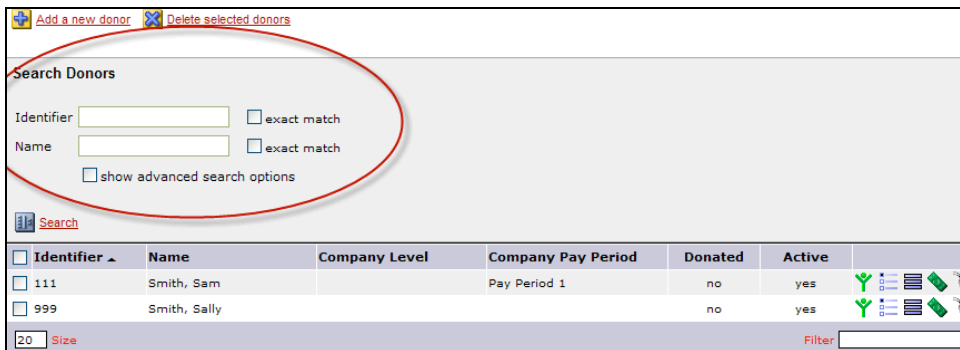 Add a new donor Delete selected donors
Search Donors
Identifier exact match
Name exact match
show advanced search options
Search
Identifier Name Company Level Company Pay Period Donated Active
111 Smith, Sam Pay Period 1 no yes
999 Smith, Sally no yes
20 Size Filter